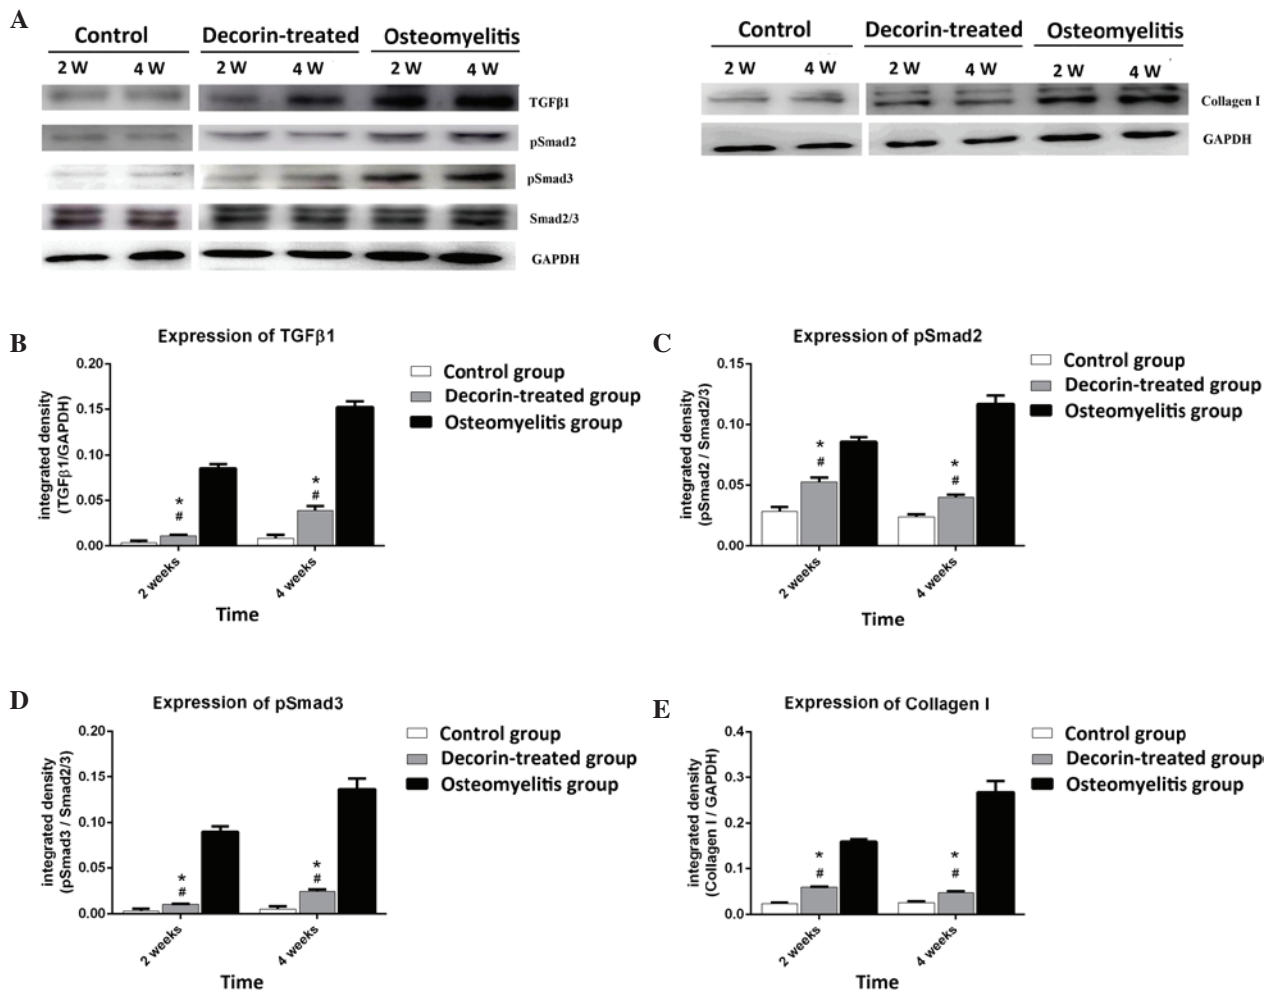 A
Control Decorin-treated Osteomyelitis
2 W 4 W 2 W 4 W 2 W 4 W
TGFβ1
pSmad2
pSmad3
Smad2/3
GAPDH
Control Decorin-treated Osteomyelitis
2 W 4 W 2 W 4 W 2 W 4 W
Collagen I
GAPDH
B
Expression of TGFβ1
integrated density
(TGFβ1/GAPDH)
0.20
0.15
0.10
0.05
0.00
* # * #
2 weeks 4 weeks
Time
Control group
Decorin-treated group
Osteomyelitis group
C
Expression of pSmad2
integrated density
(pSmad2 / Smad2/3)
0.15
0.10
0.05
0.00
* # * #
2 weeks 4 weeks
Time
Control group
Decorin-treated group
Osteomyelitis group
D
Expression of pSmad3
integrated density
(pSmad3 / Smad2/3)
0.20
0.15
0.10
0.05
0.00
* # * #
2 weeks 4 weeks
Time
Control group
Decorin-treated group
Osteomyelitis group
E
Expression of Collagen I
integrated density
(Collagen I / GAPDH)
0.4
0.3
0.2
0.1
0.0
* # * #
2 weeks 4 weeks
Time
Control group
Decorin-treated group
Osteomyelitis group